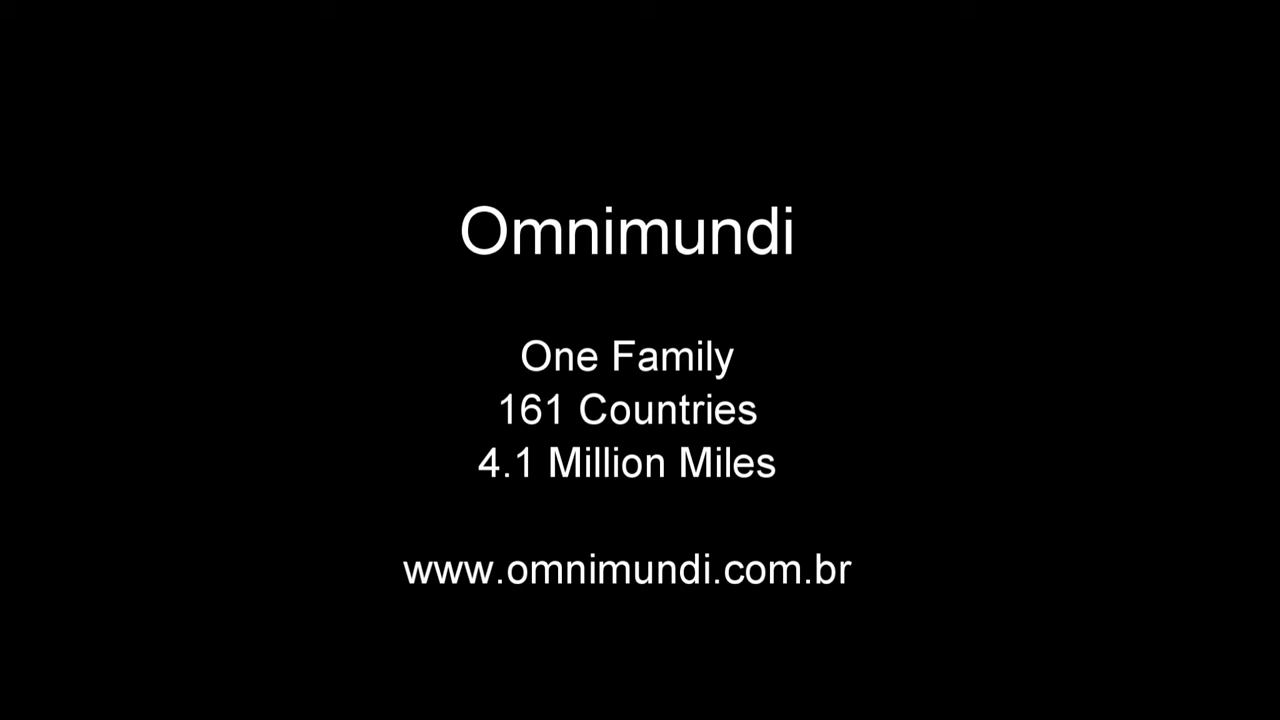 Omnimundi
One Family
161 Countries
4.1 Million Miles
www.omnimundi.com.br